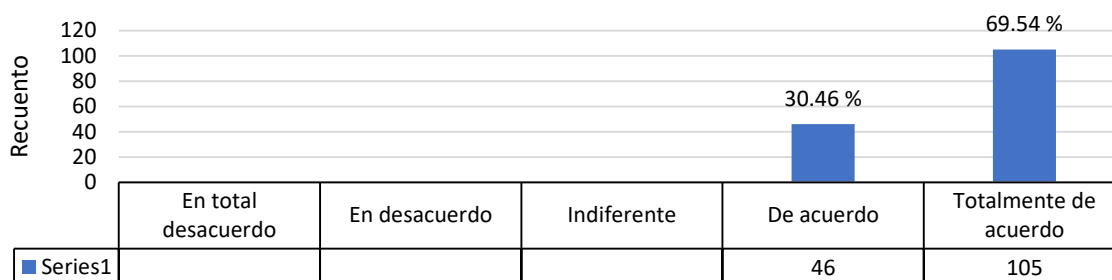 Recuento
120
100
80
60
40
20
0
30.46 %
69.54 %
En total
desacuerdo
En desacuerdo
Indiferente
De acuerdo
Totalmente de
acuerdo
Series1
46
105